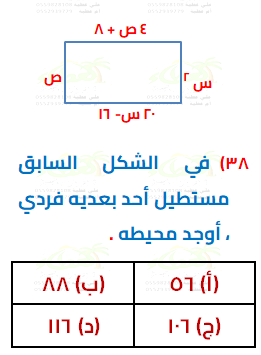 ٤ ص + ٨
ص
س ٢
٢٠ س- ١٦
٣٨) في الشكل السابق
مستطيل أحد بعديه فردي
، أوجد محيطه .
(أ) ٥٦ (ب) ٨٨
(ج) ١٠٦ (د) ١١٦